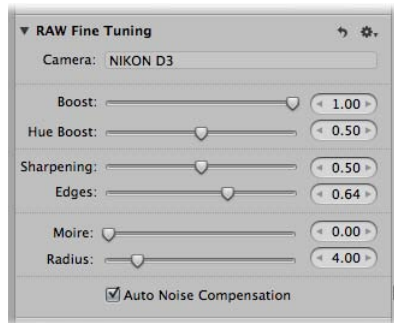 RAW Fine Tuning
Camera: NIKON D3
Boost: 1.00
Hue Boost: 0.50
Sharpening: 0.50
Edges: 0.64
Moire: 0.00
Radius: 4.00
Auto Noise Compensation